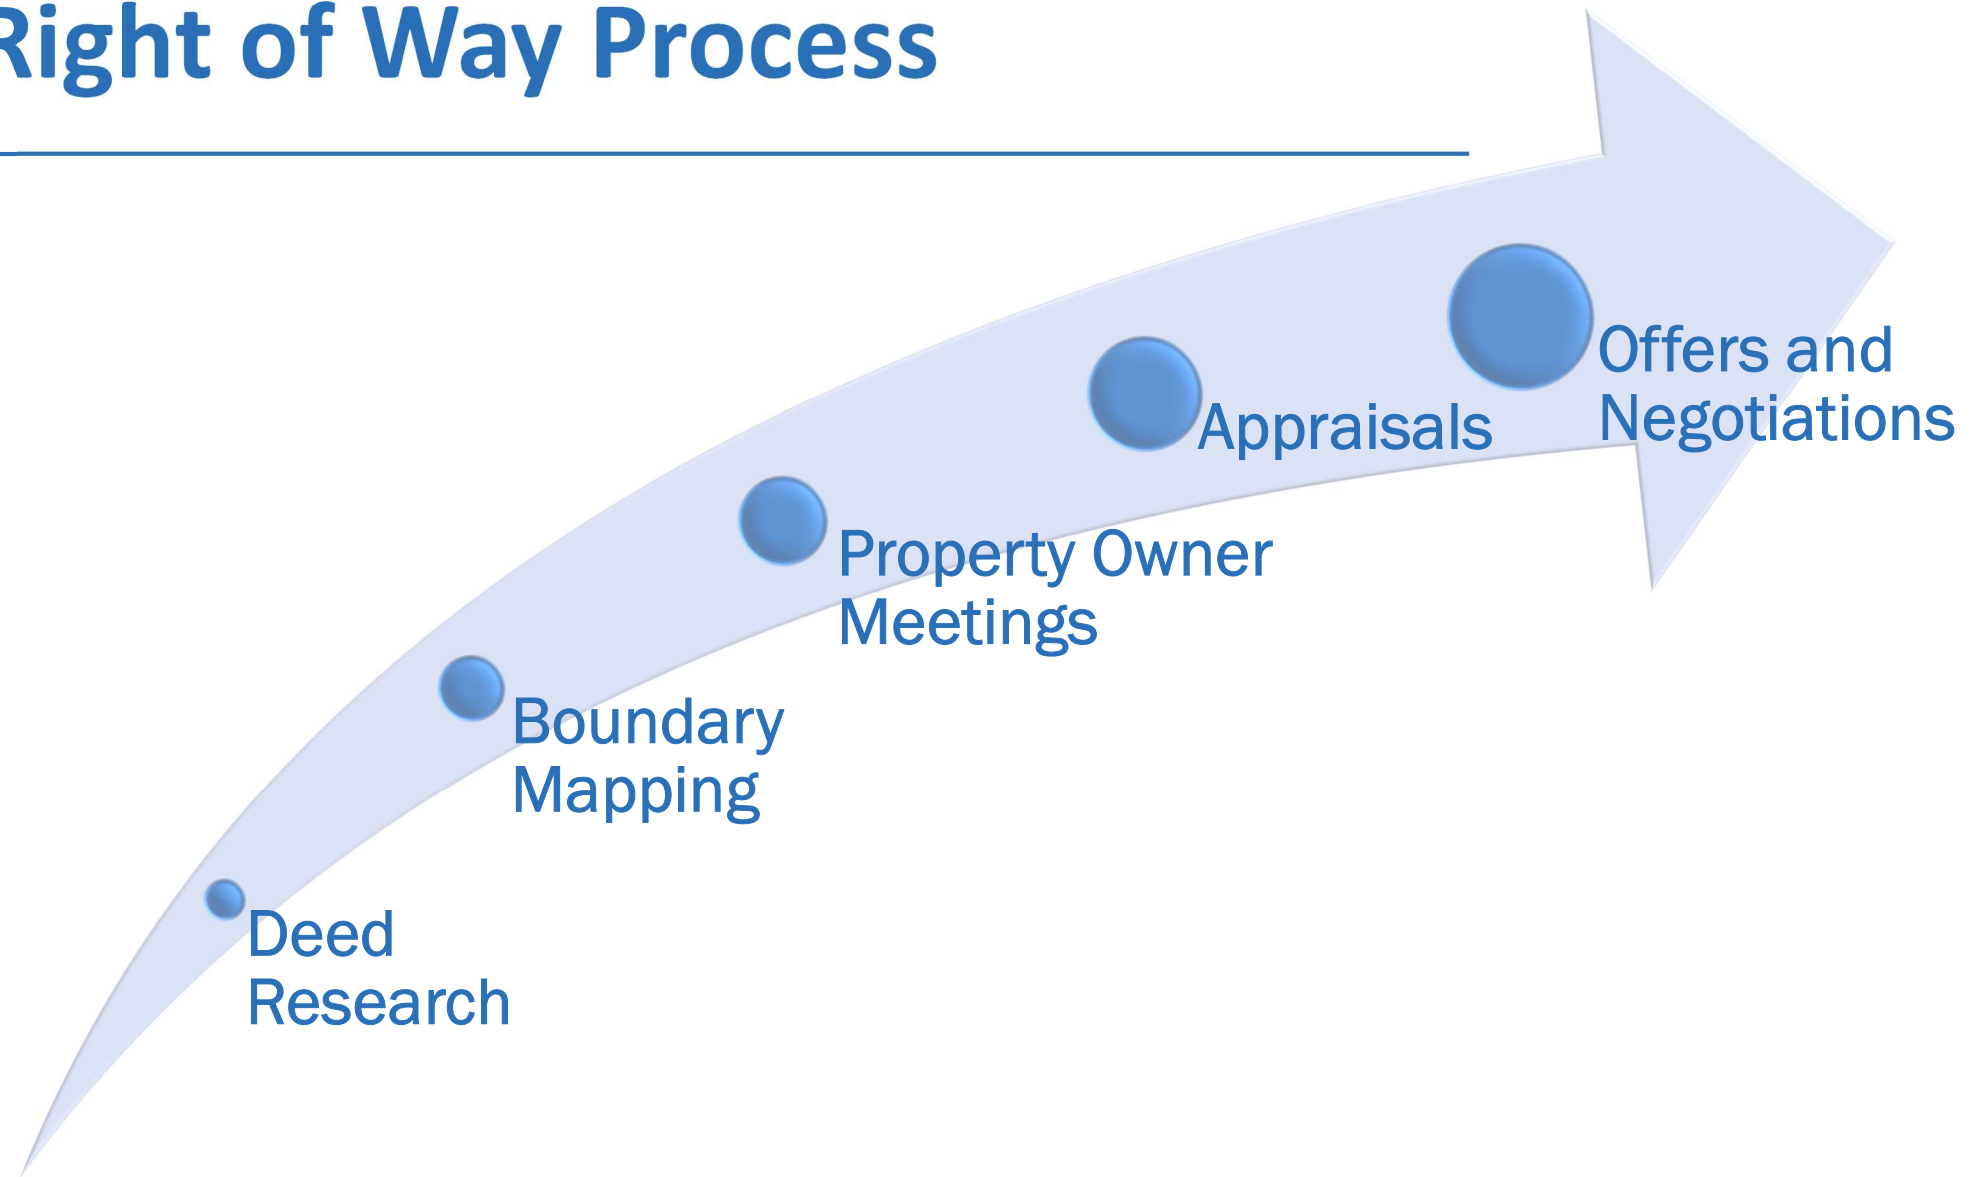 Right of Way Process
Offers and
Negotiations
Appraisals
Property Owner
Meetings
Boundary
Mapping
Deed
Research